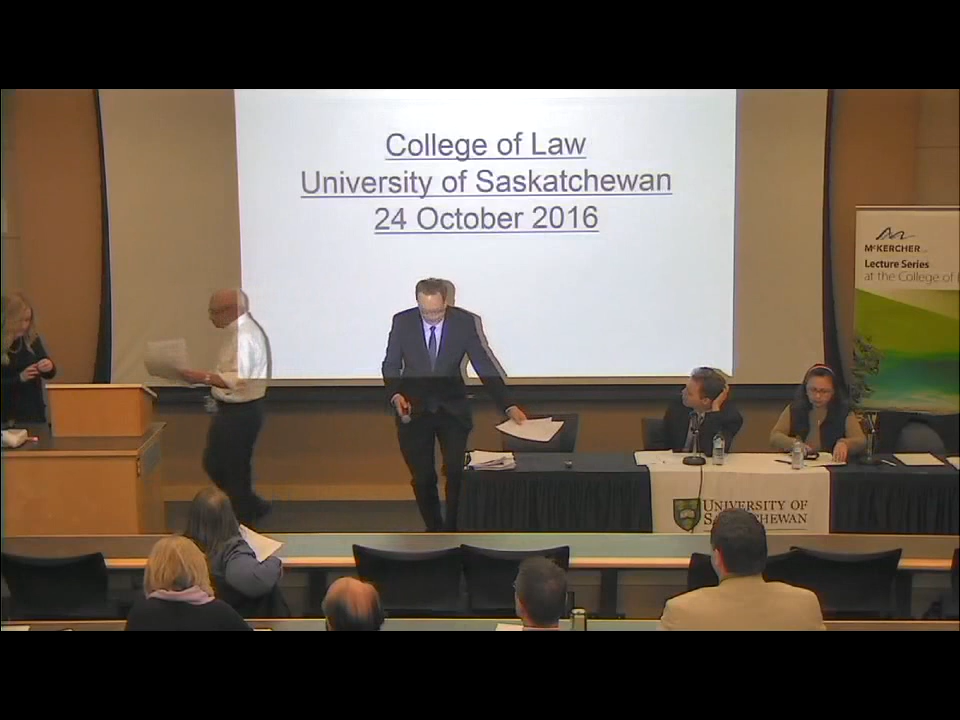 College of Law
University of Saskatchewan
24 October 2016
MCKERCHER
Lecture Series
at the College of
UNIVERSITY OF
SASKATCHEWAN